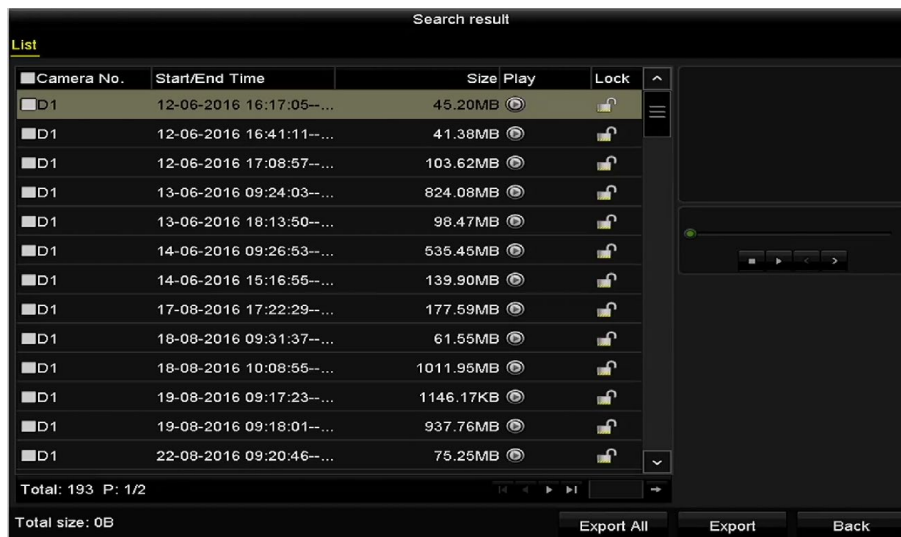 Search result
List
Camera No. Start/End Time Size Play Lock
D1 12-06-2016 16:17:05--... 45.20MB
D1 12-06-2016 16:41:11--... 41.38MB
D1 12-06-2016 17:08:57--... 103.62MB
D1 13-06-2016 09:24:03--... 824.08MB
D1 13-06-2016 18:13:50--... 98.47MB
D1 14-06-2016 09:26:53--... 535.45MB
D1 14-06-2016 15:16:55--... 139.90MB
D1 17-08-2016 17:22:29--... 177.59MB
D1 18-08-2016 09:31:37--... 61.55MB
D1 18-08-2016 10:08:55--... 1011.95MB
D1 19-08-2016 09:17:23--... 1146.17KB
D1 19-08-2016 09:18:01--... 937.76MB
D1 22-08-2016 09:20:46--... 75.25MB
Total: 193 P: 1/2
Total size: 0B Export All Export Back